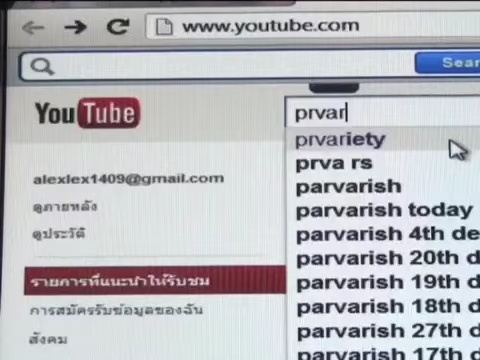 www.youtube.com
Sear
YouTube
prvar
prvariety
alexlex1409@gmail.com
prva rs
ดูภายหลัง
parvarish
parvarish today
ดูประวัติ
parvarish 4th de
parvarish 20th d
รายการที่แนะนำให้รับชม
parvarish 19th d
การสมัครรับข้อมูลของฉัน
parvarish 18th d
parvarish 27th d
สังคม
parvarish 17th d